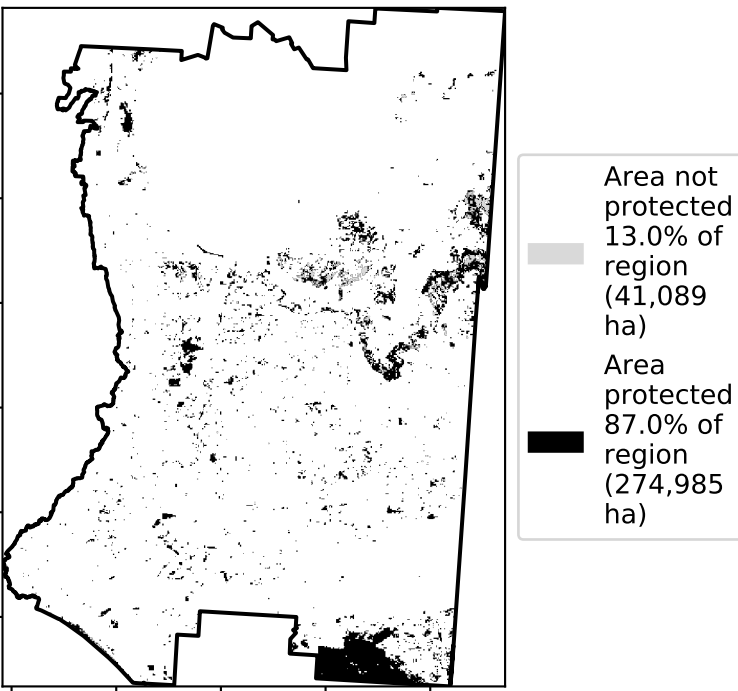 Area not
protected
13.0% of
region
(41,089
ha)
Area
protected
87.0% of
region
(274,985
ha)